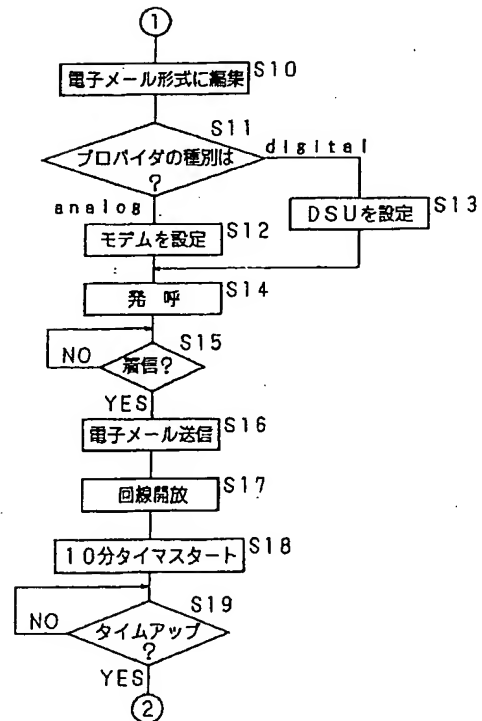 1
電子メール形式に編集 S10
S11
プロバイダの種別は
?
digital
analog
DSUを設定 S13
モデムを設定 S12
発 呼 S14
S15
着信?
NO
YES
電子メール送信 S16
回線開放 S17
10分タイマスタート S18
S19
タイムアップ
?
NO
YES
2